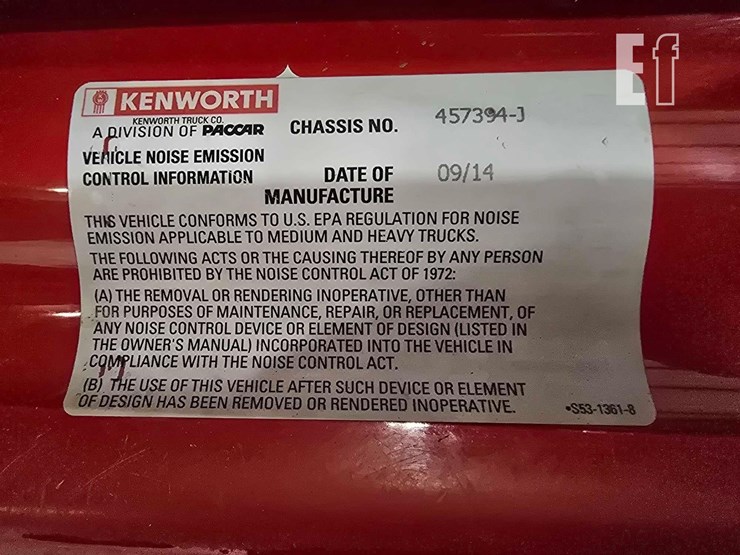 Ef
KENWORTH
KENWORTH TRUCK CO.
A DIVISION OF PACCAR
CHASSIS NO. 457394-J
VEHICLE NOISE EMISSION
CONTROL INFORMATION
DATE OF 09/14
MANUFACTURE
THIS VEHICLE CONFORMS TO U.S. EPA REGULATION FOR NOISE
EMISSION APPLICABLE TO MEDIUM AND HEAVY TRUCKS.
THE FOLLOWING ACTS OR THE CAUSING THEREOF BY ANY PERSON
ARE PROHIBITED BY THE NOISE CONTROL ACT OF 1972:
(A) THE REMOVAL OR RENDERING INOPERATIVE, OTHER THAN
FOR PURPOSES OF MAINTENANCE, REPAIR, OR REPLACEMENT, OF
ANY NOISE CONTROL DEVICE OR ELEMENT OF DESIGN (LISTED IN
THE OWNER'S MANUAL) INCORPORATED INTO THE VEHICLE IN
COMPLIANCE WITH THE NOISE CONTROL ACT.
(B) THE USE OF THIS VEHICLE AFTER SUCH DEVICE OR ELEMENT
OF DESIGN HAS BEEN REMOVED OR RENDERED INOPERATIVE.
•S53-1361-8